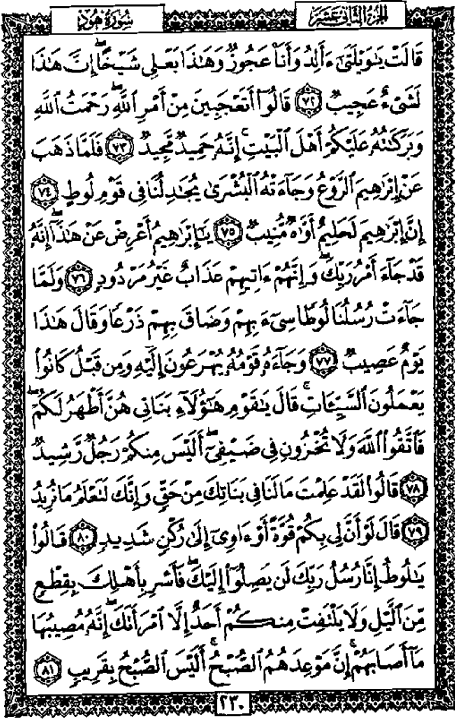 الجزء الثاني عشر
سورة هود
قَالَتْ يَٰوَيْلَتَىٰٓ ءَأَلِدُ وَأَنَا۠ عَجُوزٌ وَهَٰذَا بَعْلِى شَيْخًا إِنَّ هَٰذَا
لَشَىْءٌ عَجِيبٌ ٧٢ قَالُوٓا۟ أَتَعْجَبِينَ مِنْ أَمْرِ ٱللَّهِ رَحْمَتُ ٱللَّهِ
وَبَرَكَٰتُهُۥ عَلَيْكُمْ أَهْلَ ٱلْبَيْتِ إِنَّهُۥ حَمِيدٌ مَّجِيدٌ ٧٣ فَلَمَّا ذَهَبَ
عَنْ إِبْرَٰهِيمَ ٱلرَّوْعُ وَجَآءَتْهُ ٱلْبُشْرَىٰ يُجَٰدِلُنَا فِى قَوْمِ لُوطٍ ٧٤
إِنَّ إِبْرَٰهِيمَ لَحَلِيمٌ أَوَّٰهٌ مُّنِيبٌ ٧٥ يَٰٓإِبْرَٰهِيمُ أَعْرِضْ عَنْ هَٰذَآ إِنَّهُۥ
قَدْ جَآءَ أَمْرُ رَبِّكَ وَإِنَّهُمْ ءَاتِيهِمْ عَذَابٌ غَيْرُ مَرْدُودٍ ٧٦ وَلَمَّا
جَآءَتْ رُسُلُنَا لُوطًا سِىٓءَ بِهِمْ وَضَاقَ بِهِمْ ذَرْعًا وَقَالَ هَٰذَا
يَوْمٌ عَصِيبٌ ٧٧ وَجَآءَهُۥ قَوْمُهُۥ يُهْرَعُونَ إِلَيْهِ وَمِن قَبْلُ كَانُوا۟
يَعْمَلُونَ ٱلسَّيِّـَٔاتِ قَالَ يَٰقَوْمِ هَٰٓؤُلَآءِ بَنَاتِى هُنَّ أَطْهَرُ لَكُمْ
فَٱتَّقُوا۟ ٱللَّهَ وَلَا تُخْزُونِ فِى ضَيْفِىٓ أَلَيْسَ مِنكُمْ رَجُلٌ رَّشِيدٌ
٧٨ قَالُوا۟ لَقَدْ عَلِمْتَ مَا لَنَا فِى بَنَاتِكَ مِنْ حَقٍّ وَإِنَّكَ لَتَعْلَمُ مَا نُرِيدُ
٧٩ قَالَ لَوْ أَنَّ لِى بِكُمْ قُوَّةً أَوْ ءَاوِىٓ إِلَىٰ رُكْنٍ شَدِيدٍ ٨٠ قَالُوا۟
يَٰلُوطُ إِنَّا رُسُلُ رَبِّكَ لَن يَصِلُوٓا۟ إِلَيْكَ فَأَسْرِ بِأَهْلِكَ بِقِطْعٍ
مِّنَ ٱلَّيْلِ وَلَا يَلْتَفِتْ مِنكُمْ أَحَدٌ إِلَّا ٱمْرَأَتَكَ إِنَّهُۥ مُصِيبُهَا
مَآ أَصَابَهُمْ إِنَّ مَوْعِدَهُمُ ٱلصُّبْحُ أَلَيْسَ ٱلصُّبْحُ بِقَرِيبٍ ٨١
٢٣٠